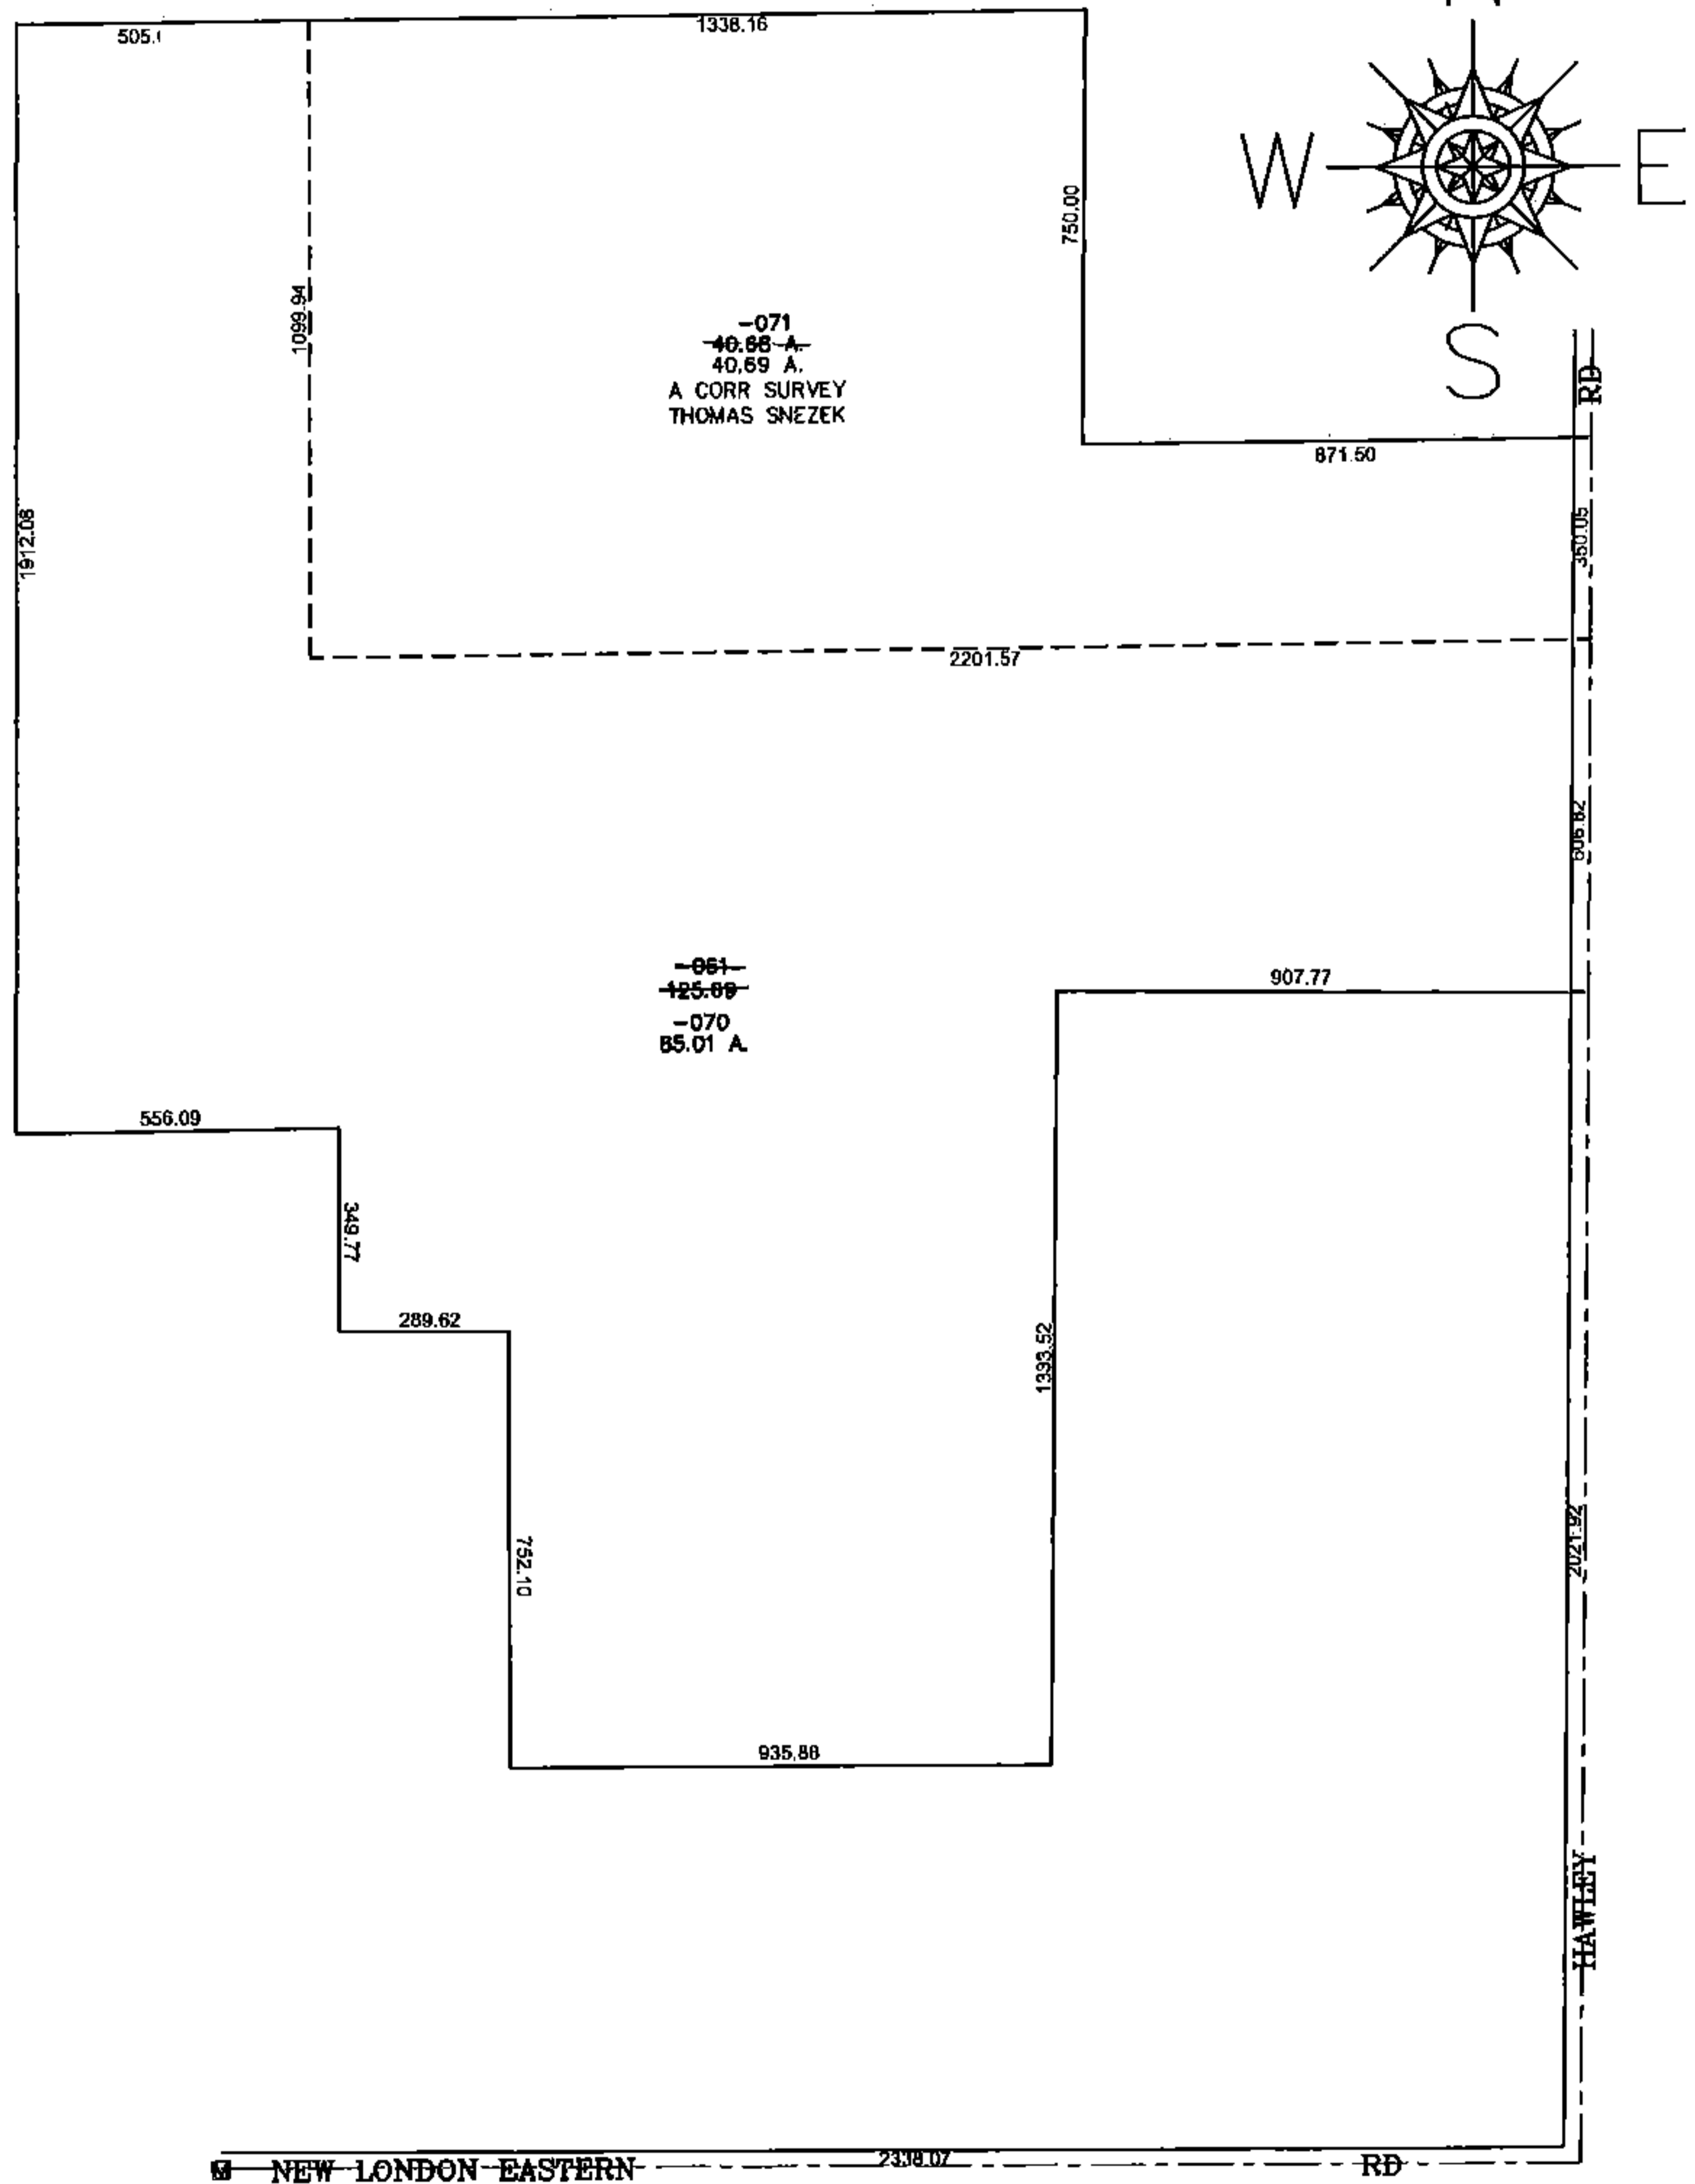 N
505.
1338.16
W
E
S
750.00
1099.94
-071
40.68 A.
40.69 A.
A CORR SURVEY
THOMAS SNEZEK
RD
871.50
1912.08
350.05
2201.57
606.82
-061-
125.69
-070
85.01 A.
907.77
556.09
349.77
289.62
1393.52
752.10
935.88
2021.92
HAWLEY
NEW LONDON EASTERN
2338.07
RD